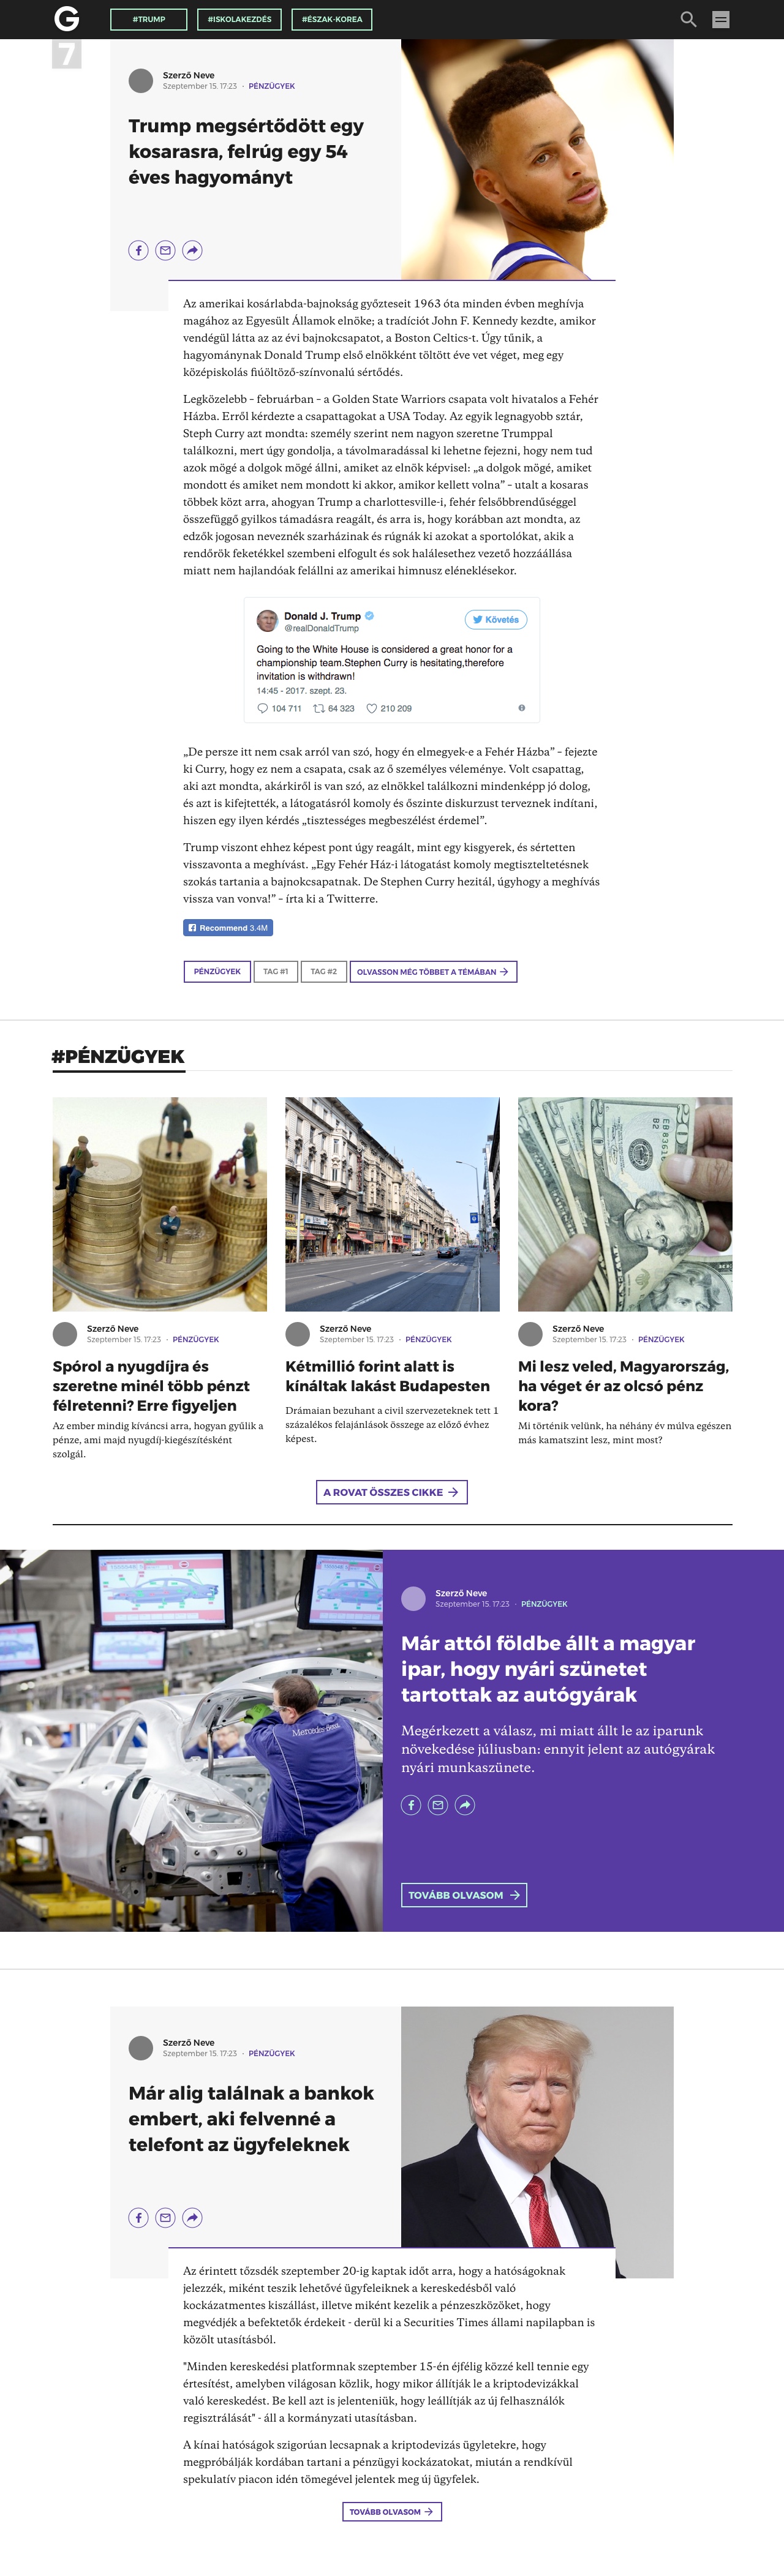 G
#TRUMP
#ISKOLAKEZDÉS
#ÉSZAK-KOREA
7
Szerző Neve
Szeptember 15. 17:23 · PÉNZÜGYEK
Trump megsértődött egy
kosarasra, felrúg egy 54
éves hagyományt
Az amerikai kosárlabda-bajnokság győzteseit 1963 óta minden évben meghívja
magához az Egyesült Államok elnöke; a tradíciót John F. Kennedy kezdte, amikor
vendégül látta az az évi bajnokcsapatot, a Boston Celtics-t. Úgy tűnik, a
hagyománynak Donald Trump első elnökként töltött éve vet véget, meg egy
középiskolás fiúöltöző-színvonalú sértődés.
Legközelebb – februárban – a Golden State Warriors csapata volt hivatalos a Fehér
Házba. Erről kérdezte a csapattagokat a USA Today. Az egyik legnagyobb sztár,
Steph Curry azt mondta: személy szerint nem nagyon szeretne Trumppal
találkozni, mert úgy gondolja, a távolmaradással ki lehetne fejezni, hogy nem tud
azok mögé a dolgok mögé állni, amiket az elnök képvisel: „a dolgok mögé, amiket
mondott és amiket nem mondott ki akkor, amikor kellett volna” – utalt a kosaras
többek közt arra, ahogyan Trump a charlottesville-i, fehér felsőbbrendűséggel
összefüggő gyilkos támadásra reagált, és arra is, hogy korábban azt mondta, az
edzők jogosan neveznék szarházinak és rúgnák ki azokat a sportolókat, akik a
rendőrök feketékkel szembeni elfogult és sok halálesethez vezető hozzáállása
miatt nem hajlandóak felállni az amerikai himnusz eléneklésekor.
Donald J. Trump
@realDonaldTrump
Követés
Going to the White House is considered a great honor for a
championship team.Stephen Curry is hesitating,therefore
invitation is withdrawn!
14:45 - 2017. szept. 23.
104 711 64 323 210 209
„De persze itt nem csak arról van szó, hogy én elmegyek-e a Fehér Házba” – fejezte
ki Curry, hogy ez nem a csapata, csak az ő személyes véleménye. Volt csapattag,
aki azt mondta, akárkiről is van szó, az elnökkel találkozni mindenképp jó dolog,
és azt is kifejtették, a látogatásról komoly és őszinte diskurzust terveznek indítani,
hiszen egy ilyen kérdés „tisztességes megbeszélést érdemel”.
Trump viszont ehhez képest pont úgy reagált, mint egy kisgyerek, és sértetten
visszavonta a meghívást. „Egy Fehér Ház-i látogatást komoly megtiszteltetésnek
szokás tartania a bajnokcsapatnak. De Stephen Curry hezitál, úgyhogy a meghívás
vissza van vonva!” – írta ki a Twitterre.
Recommend 3.4M
PÉNZÜGYEK
TAG #1
TAG #2
OLVASSON MÉG TÖBBET A TÉMÁBAN →
#PÉNZÜGYEK
Szerző Neve
Szeptember 15. 17:23 · PÉNZÜGYEK
Spórol a nyugdíjra és
szeretne minél több pénzt
félretenni? Erre figyeljen
Az ember mindig kíváncsi arra, hogyan gyűlik a
pénze, ami majd nyugdíj-kiegészítésként
szolgál.
Szerző Neve
Szeptember 15. 17:23 · PÉNZÜGYEK
Kétmillió forint alatt is
kínáltak lakást Budapesten
Drámaian bezuhant a civil szervezeteknek tett 1
százalékos felajánlások összege az előző évhez
képest.
Szerző Neve
Szeptember 15. 17:23 · PÉNZÜGYEK
Mi lesz veled, Magyarország,
ha véget ér az olcsó pénz
kora?
Mi történik velünk, ha néhány év múlva egészen
más kamatszint lesz, mint most?
A ROVAT ÖSSZES CIKKE →
Mercedes-Benz
Szerző Neve
Szeptember 15. 17:23 · PÉNZÜGYEK
Már attól földbe állt a magyar
ipar, hogy nyári szünetet
tartottak az autógyárak
Megérkezett a válasz, mi miatt állt le az iparunk
növekedése júliusban: ennyit jelent az autógyárak
nyári munkaszünete.
TOVÁBB OLVASOM →
Szerző Neve
Szeptember 15. 17:23 · PÉNZÜGYEK
Már alig találnak a bankok
embert, aki felvenné a
telefont az ügyfeleknek
Az érintett tőzsdék szeptember 20-ig kaptak időt arra, hogy a hatóságoknak
jelezzék, miként teszik lehetővé ügyfeleiknek a kereskedésből való
kockázatmentes kiszállást, illetve miként kezelik a pénzeszközöket, hogy
megvédjék a befektetők érdekeit - derül ki a Securities Times állami napilapban is
közölt utasításból.
"Minden kereskedési platformnak szeptember 15-én éjfélig közzé kell tennie egy
értesítést, amelyben világosan közlik, hogy mikor állítják le a kriptodevizákkal
való kereskedést. Be kell azt is jelenteniük, hogy leállítják az új felhasználók
regisztrálását" - áll a kormányzati utasításban.
A kínai hatóságok szigorúan lecsapnak a kriptodevizás ügyletekre, hogy
megpróbálják kordában tartani a pénzügyi kockázatokat, miután a rendkívül
spekulatív piacon idén tömegével jelentek meg új ügyfelek.
TOVÁBB OLVASOM →